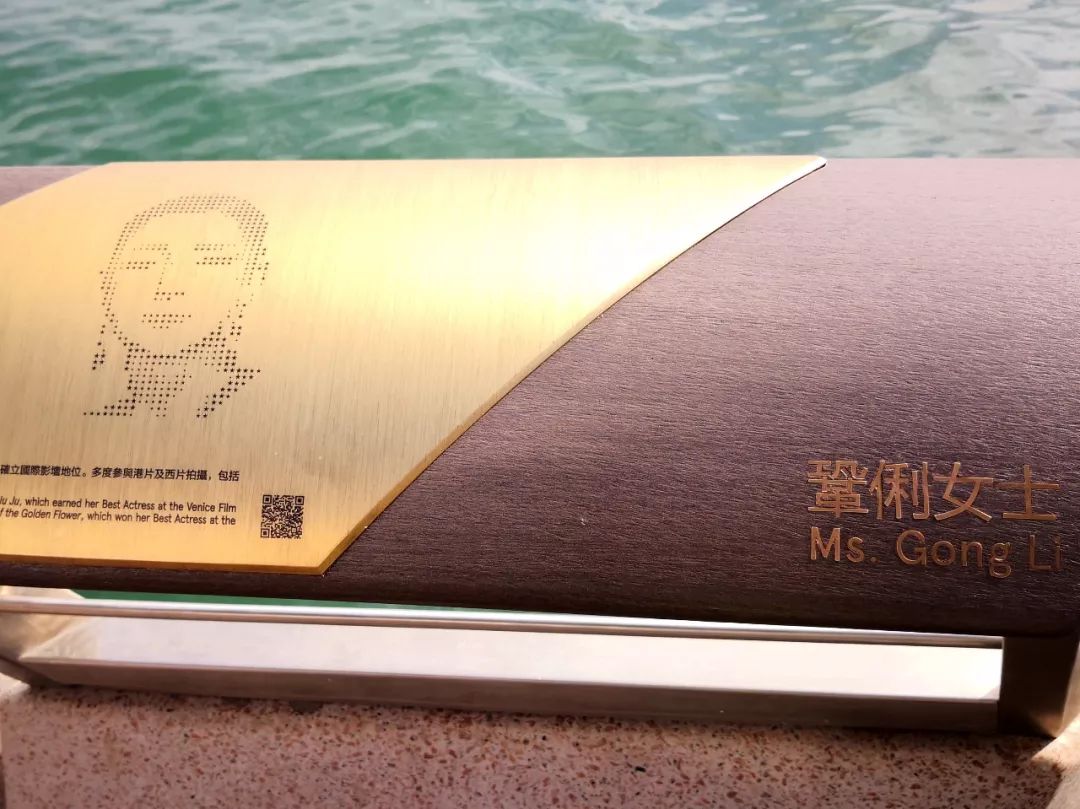 確立國際影壇地位。多度參與港片及西片拍攝，包括
iu Ju, which earned her Best Actress at the Venice Film
of the Golden Flower, which won her Best Actress at the
鞏俐女士
Ms. Gong Li